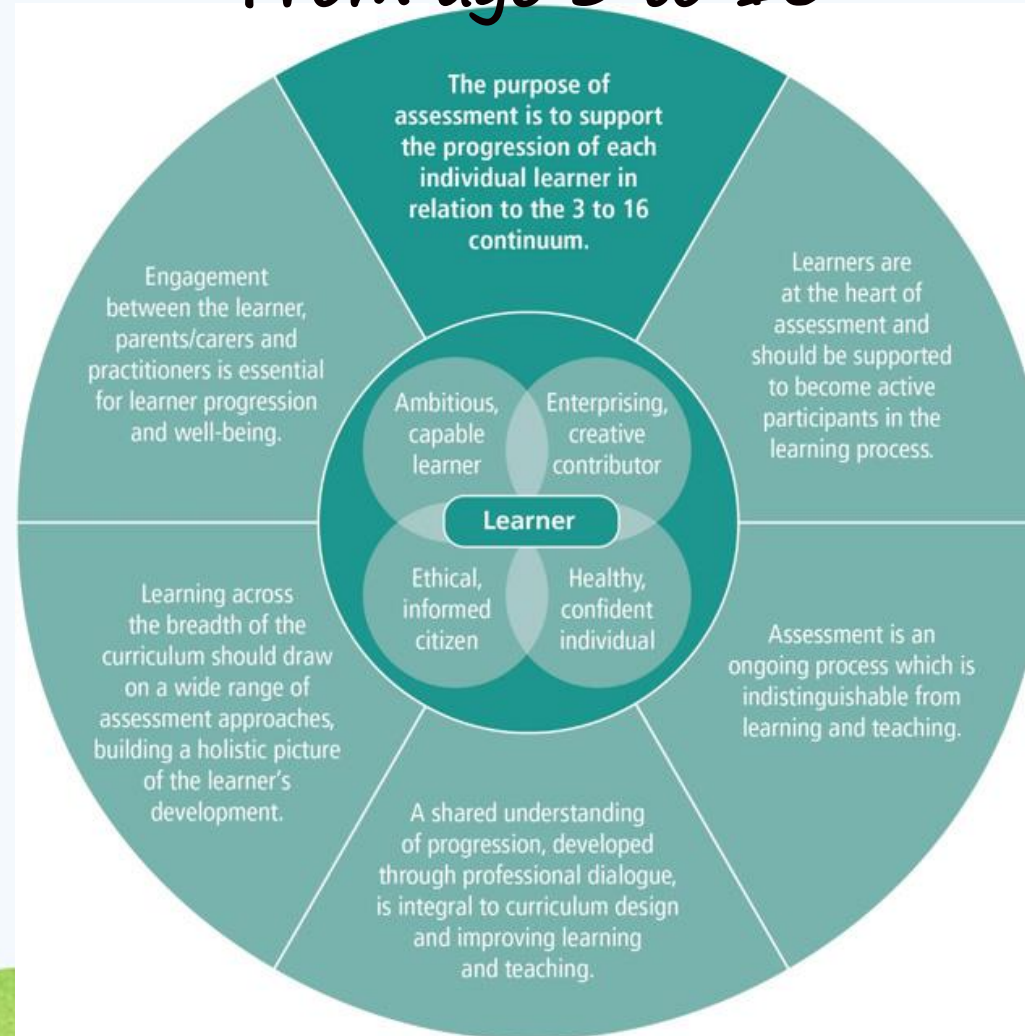 From age 3 to 16
The purpose of
assessment is to support
the progression of each
individual learner in
relation to the 3 to 16
continuum.
Learners are
at the heart of
assessment and
should be supported
to become active
participants in the
learning process.
Assessment is an
ongoing process which is
indistinguishable from
learning and teaching.
A shared understanding
of progression, developed
through professional dialogue,
is integral to curriculum design
and improving learning
and teaching.
Learning across
the breadth of the
curriculum should draw
on a wide range of
assessment approaches,
building a holistic picture
of the learner’s
development.
Engagement
between the learner,
parents/carers and
practitioners is essential
for learner progression
and well-being.
Ambitious,
capable
learner
Enterprising,
creative
contributor
Learner
Ethical,
informed
citizen
Healthy,
confident
individual